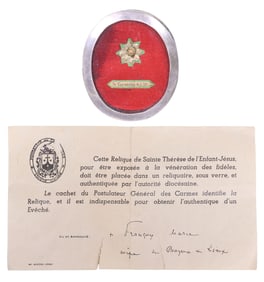 Cette Relique de Sainte Thérèse de l'Enfant-Jésus,
pour être exposée à la vénération des fidèles,
doit être placée dans un reliquaire, sous verre, et
authentiquée par l'autorité diocésaine.
Le cachet du Postulateur Général des Carmes identifie la
Relique, et il est indispensable pour obtenir l'authentique d'un
Evêché.
+ François Marie